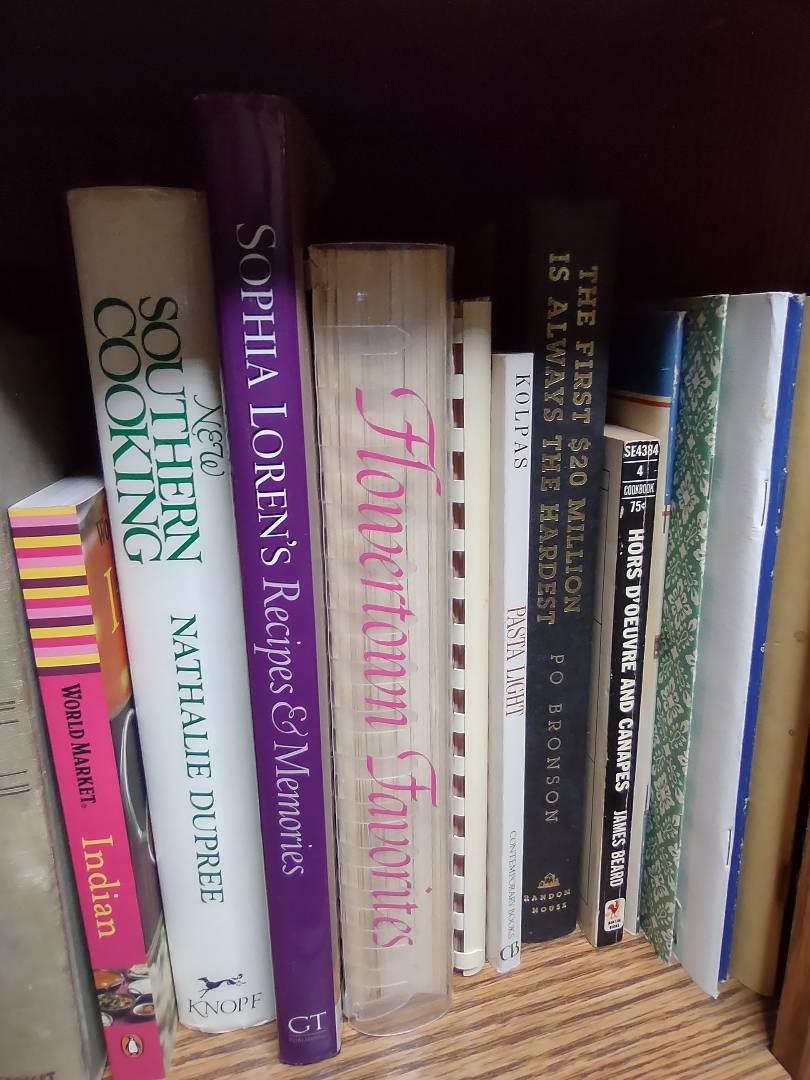 WORLD MARKET®
Indian
NEW
SOUTHERN
COOKING
NATHALIE DUPREE
KNOPF
SOPHIA LOREN'S Recipes & Memories
GT
Flowertown Favorites
KOLPAS
PASTA LIGHT
CONTEMPORARY BOOKS
CB
THE FIRST $20 MILLION
IS ALWAYS THE HARDEST
PO BRONSON
RANDOM
HOUSE
SE4384
4
COOKBOOK
75¢
HORS D'OEUVRE AND CANAPES
JAMES BEARD